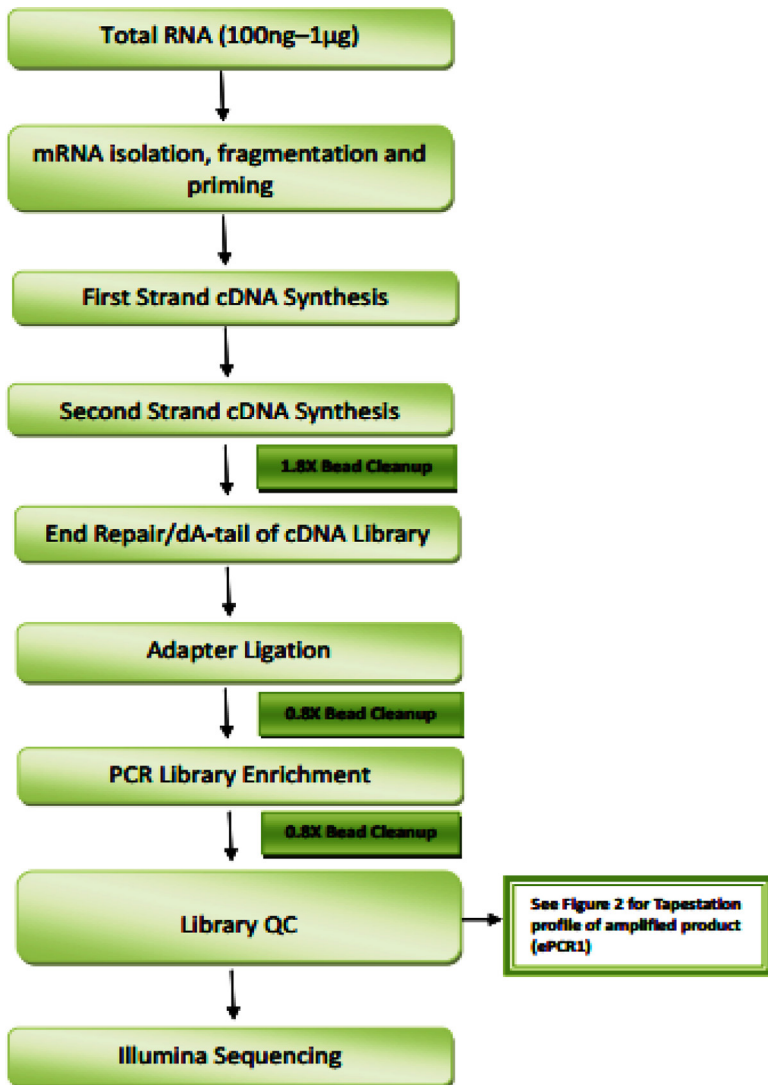 Total RNA (100ng–1µg)
mRNA isolation, fragmentation and
priming
First Strand cDNA Synthesis
Second Strand cDNA Synthesis
1.8X Bead Cleanup
End Repair/dA-tail of cDNA Library
Adapter Ligation
0.8X Bead Cleanup
PCR Library Enrichment
0.8X Bead Cleanup
Library QC
See Figure 2 for Tapestation
profile of amplified product
(ePCR1)
Illumina Sequencing